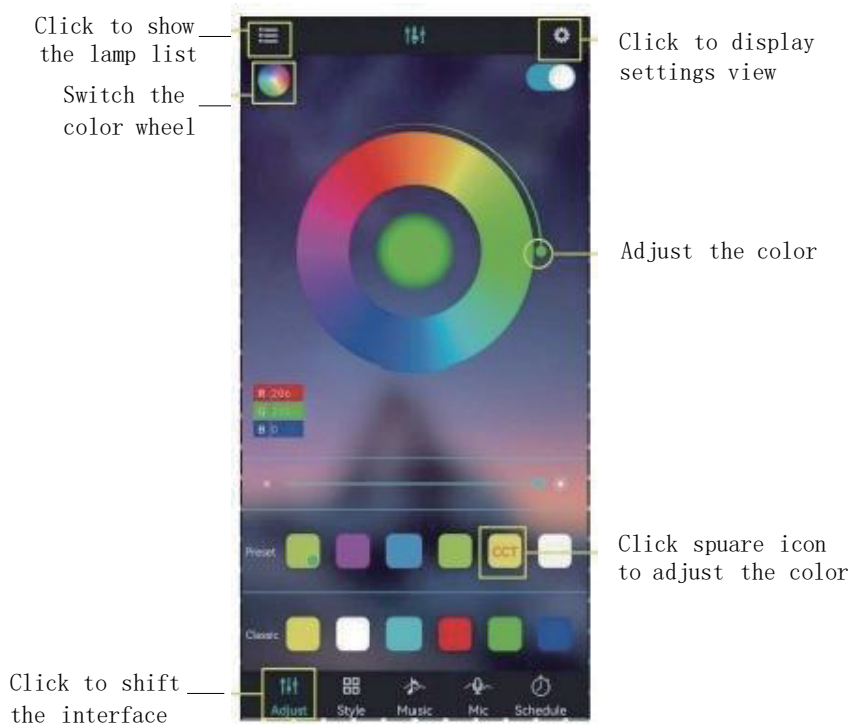 Click to show
the lamp list
Click to display
settings view
Switch the
color wheel
Adjust the color
R 206
G
B 0
Preset
CCT
Click spuare icon
to adjust the color
Classic
Click to shift
the interface
Adjust
Style
Music
Mic
Schedule